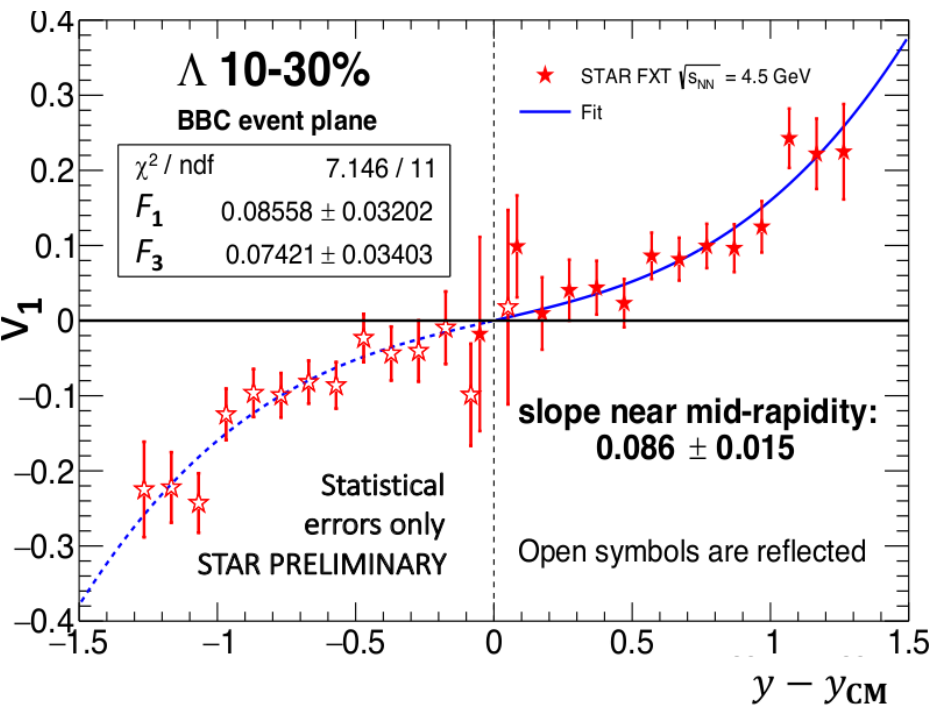 Λ 10-30%
BBC event plane
χ² / ndf 7.146 / 11
F₁ 0.08558 ± 0.03202
F₃ 0.07421 ± 0.03403
STAR FXT √sNN = 4.5 GeV
Fit
slope near mid-rapidity:
0.086 ± 0.015
Statistical
errors only
STAR PRELIMINARY
Open symbols are reflected
V₁
0.4
0.3
0.2
0.1
0
−0.1
−0.2
−0.3
−0.4
−1.5 −1 −0.5 0 0.5 1 1.5
y − yCM